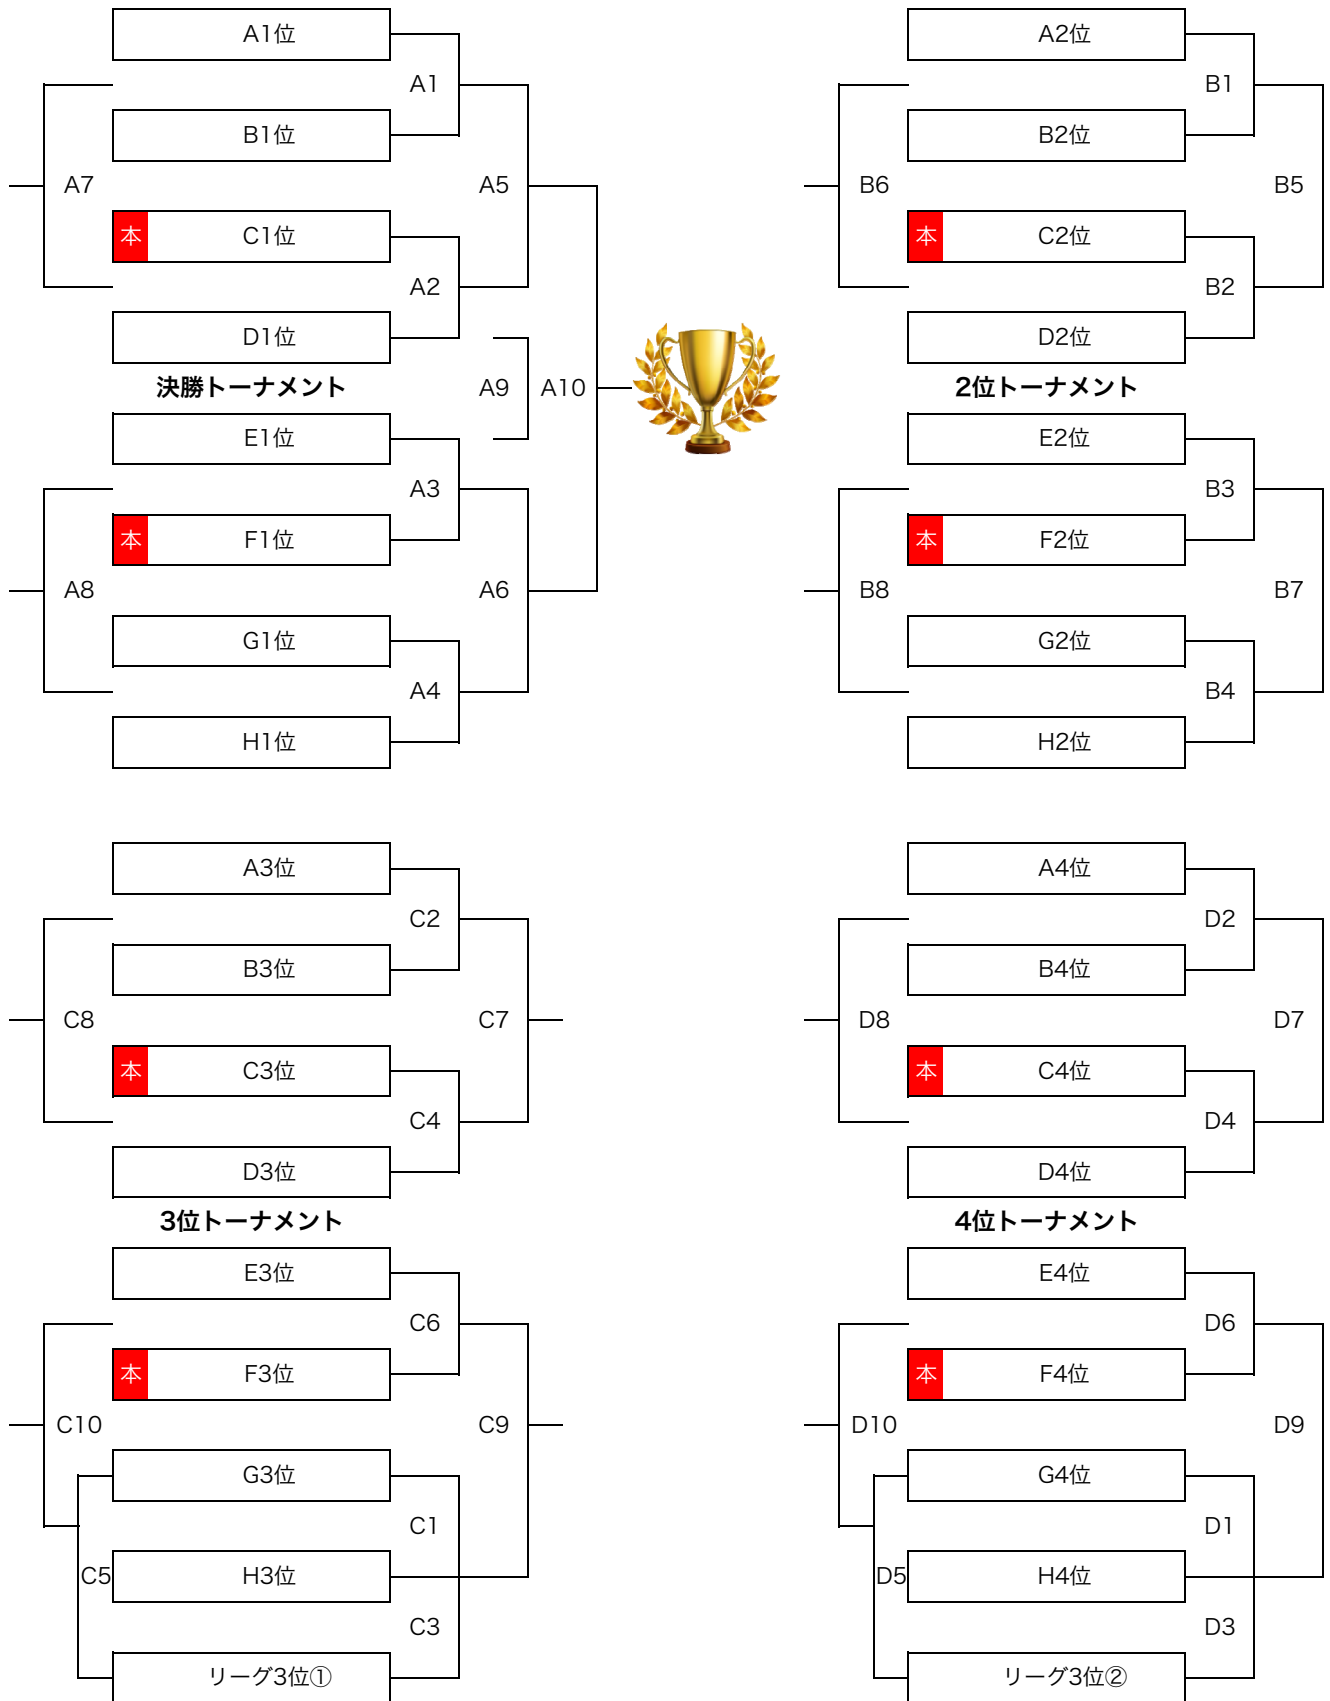 A1位
A1
B1位
A7
A5
本
C1位
A2
D1位
決勝トーナメント
A9
A10
E1位
A3
本
F1位
A8
A6
G1位
A4
H1位
A2位
B1
B2位
B6
B5
本
C2位
B2
D2位
2位トーナメント
E2位
B3
本
F2位
B8
B7
G2位
B4
H2位
A3位
C2
B3位
C8
C7
本
C3位
C4
D3位
3位トーナメント
E3位
C6
本
F3位
C10
C9
G3位
C1
C5
H3位
C3
リーグ3位①
A4位
D2
B4位
D8
D7
本
C4位
D4
D4位
4位トーナメント
E4位
D6
本
F4位
D10
D9
G4位
D1
D5
H4位
D3
リーグ3位②